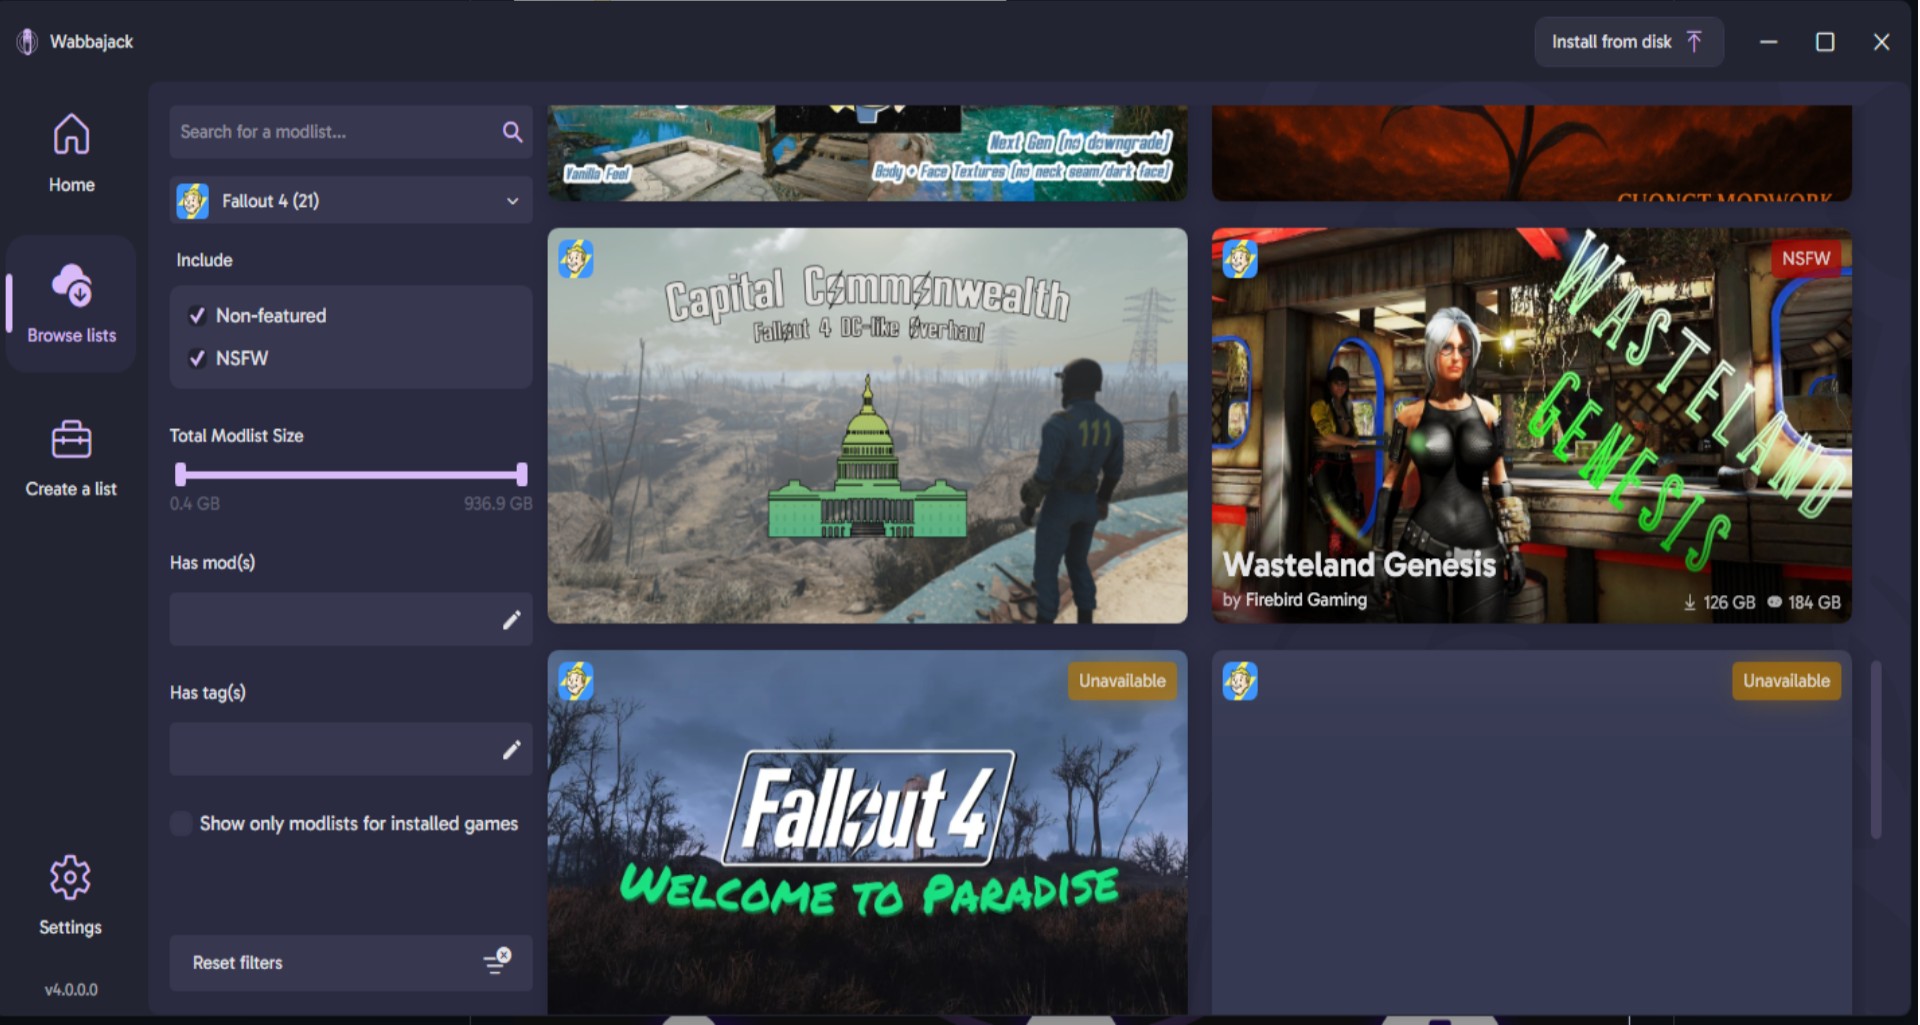 Wabbajack
Install from disk
Home
Browse lists
Create a list
Settings
v4.0.0.0
Search for a modlist...
Fallout 4 (21)
Include
Non-featured
NSFW
Total Modlist Size
0.4 GB
936.9 GB
Has mod(s)
Has tag(s)
Show only modlists for installed games
Reset filters
Next Gen (no downgrade)
Vanilla Feel
Body + Face Textures (no neck seam/dark face)
Capital Commonwealth
Fallout 4 DC-like Overhaul
111
NSFW
WASTELAND
GENESIS
Wasteland Genesis
by Firebird Gaming
126 GB
184 GB
Unavailable
Fallout 4
WELCOME TO PARADISE
Unavailable